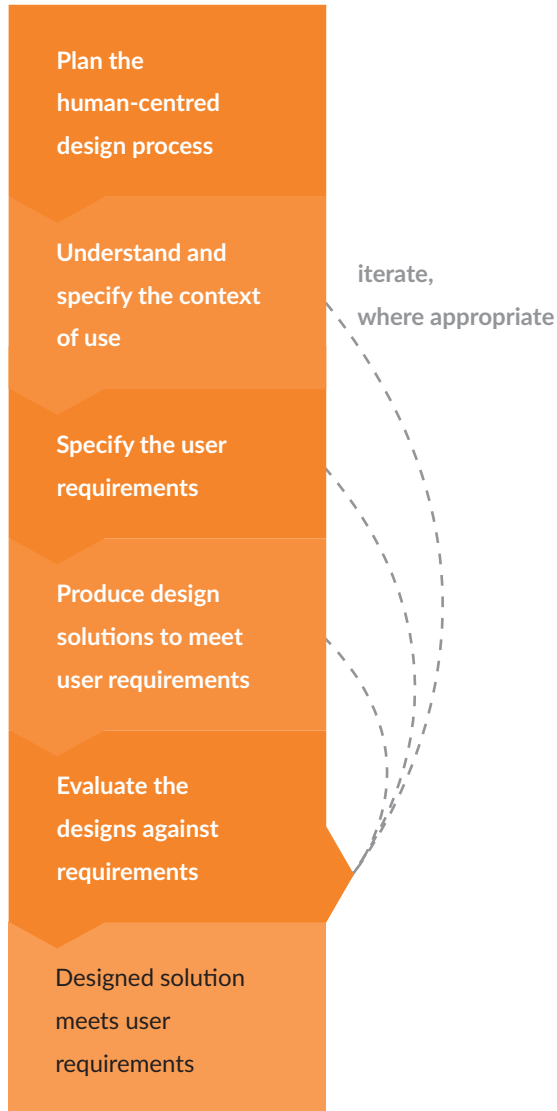 Plan the
human-centred
design process
Understand and
specify the context
of use
iterate,
where appropriate
Specify the user
requirements
Produce design
solutions to meet
user requirements
Evaluate the
designs against
requirements
Designed solution
meets user
requirements